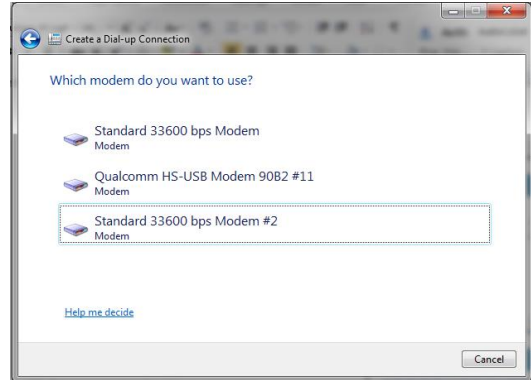 Create a Dial-up Connection
Which modem do you want to use?
Standard 33600 bps Modem
Modem
Qualcomm HS-USB Modem 90B2 #11
Modem
Standard 33600 bps Modem #2
Modem
Help me decide
Cancel